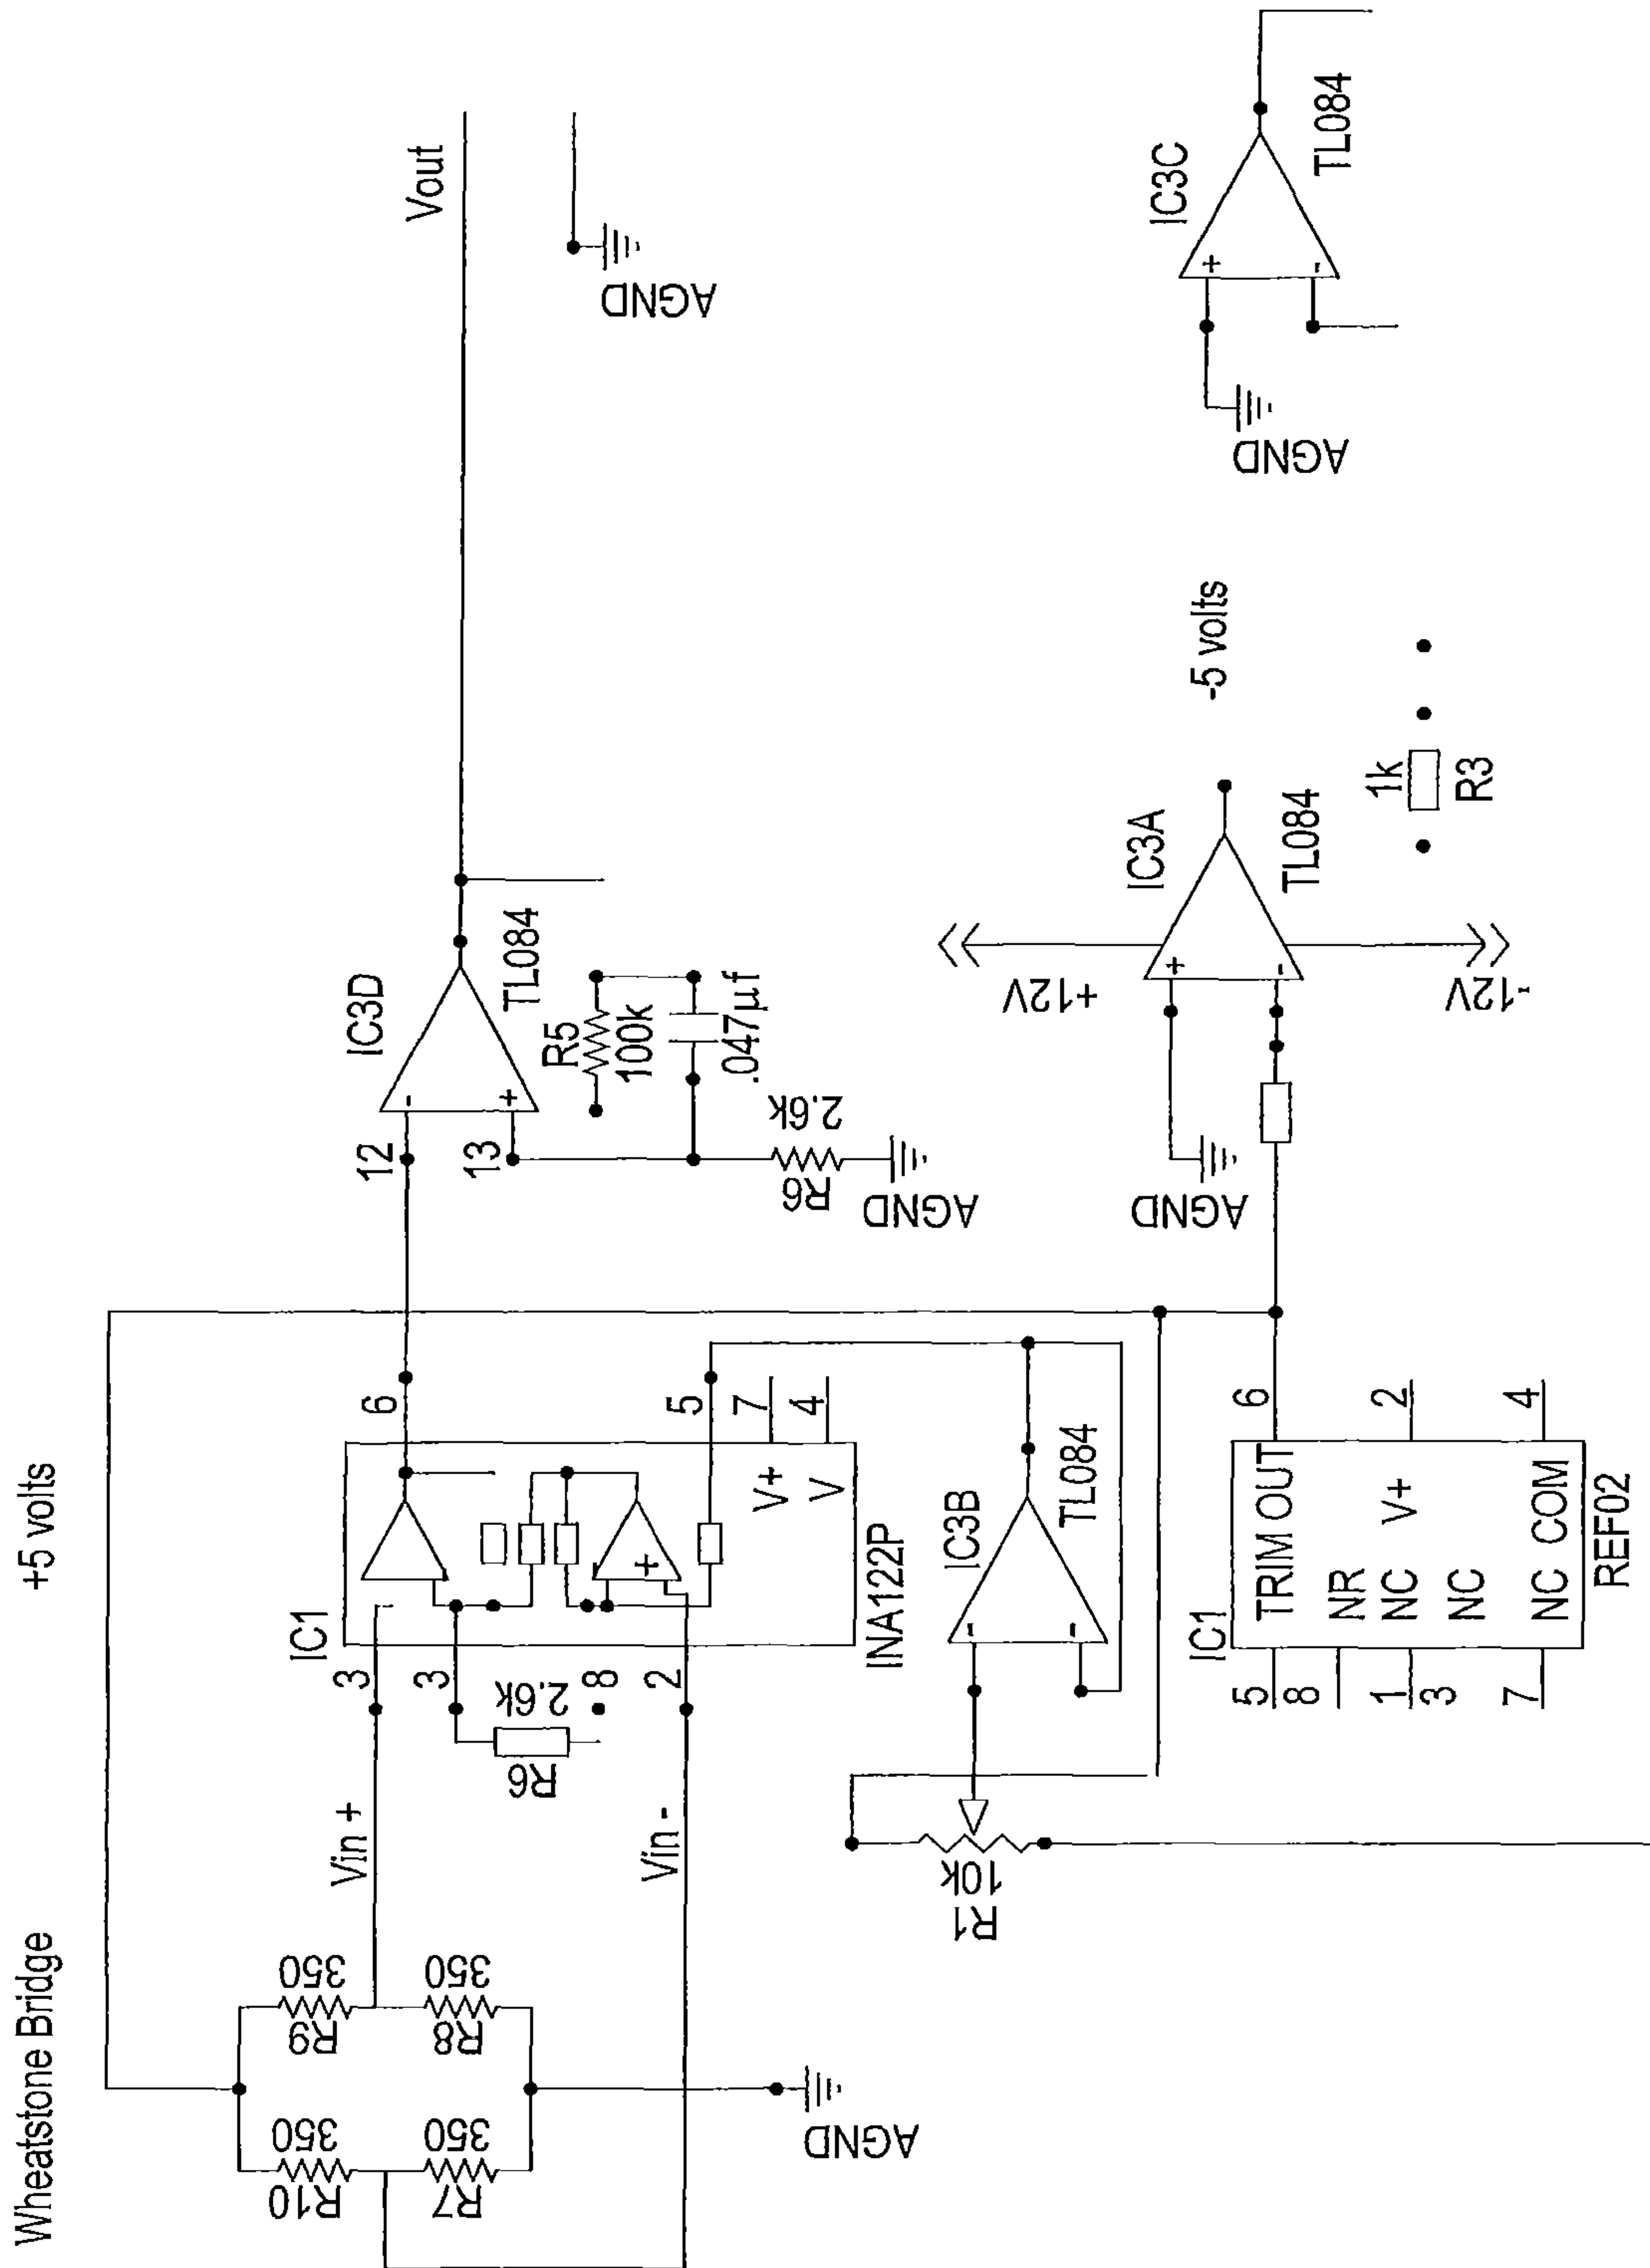 Wheatstone Bridge
+5 volts
R10
350
R9
350
R7
350
R8
350
AGND
Vin +
Vin -
3
3
R6
2.6k
8
2
IC1
6
5
V+
7
V
4
INA122P
12
13
IC3D
-
+
TL084
R5
100k
.047µf
R6
2.6k
AGND
Vout
AGND
R1
10k
IC3B
-
-
TL084
IC1
5
TRIM OUT
6
8
NR
1
NC
V+
2
3
NC
7
NC COM
4
REF02
AGND
+12V
IC3A
+
-
TL084
-12V
-5 volts
1k
R3
AGND
IC3C
+
-
TL084
+